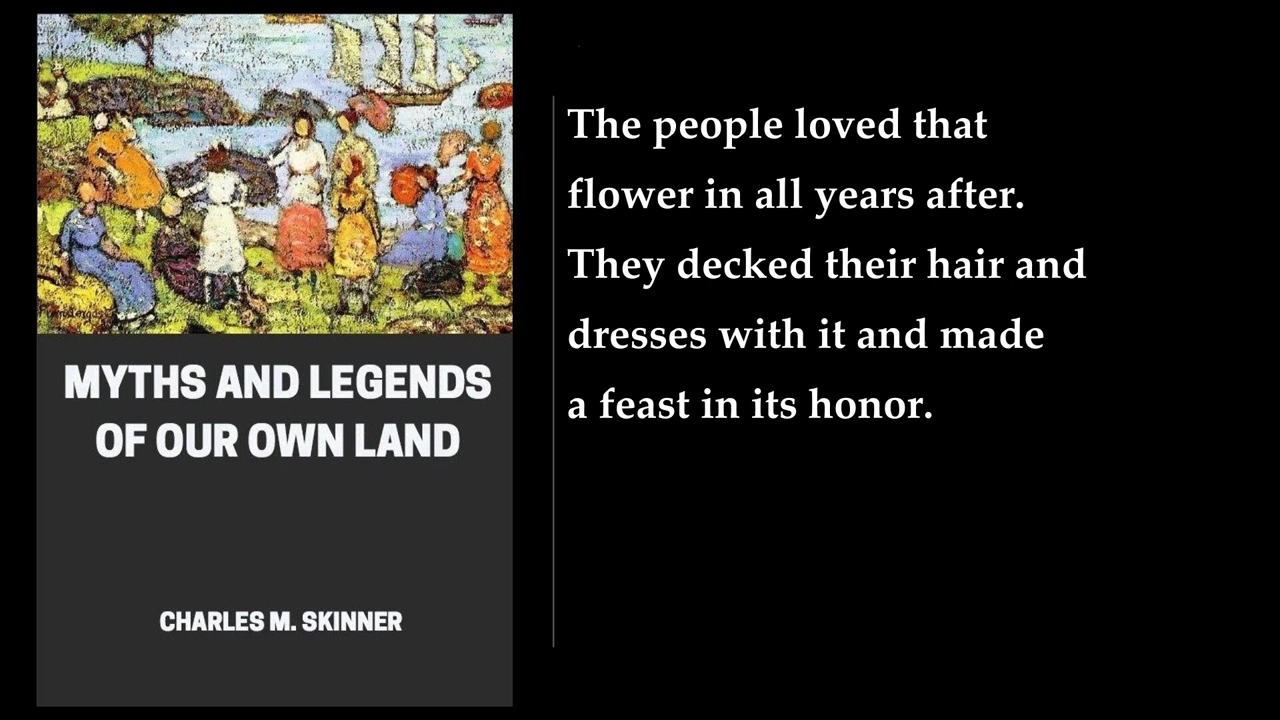 MYTHS AND LEGENDS
OF OUR OWN LAND
CHARLES M. SKINNER
The people loved that
flower in all years after.
They decked their hair and
dresses with it and made
a feast in its honor.